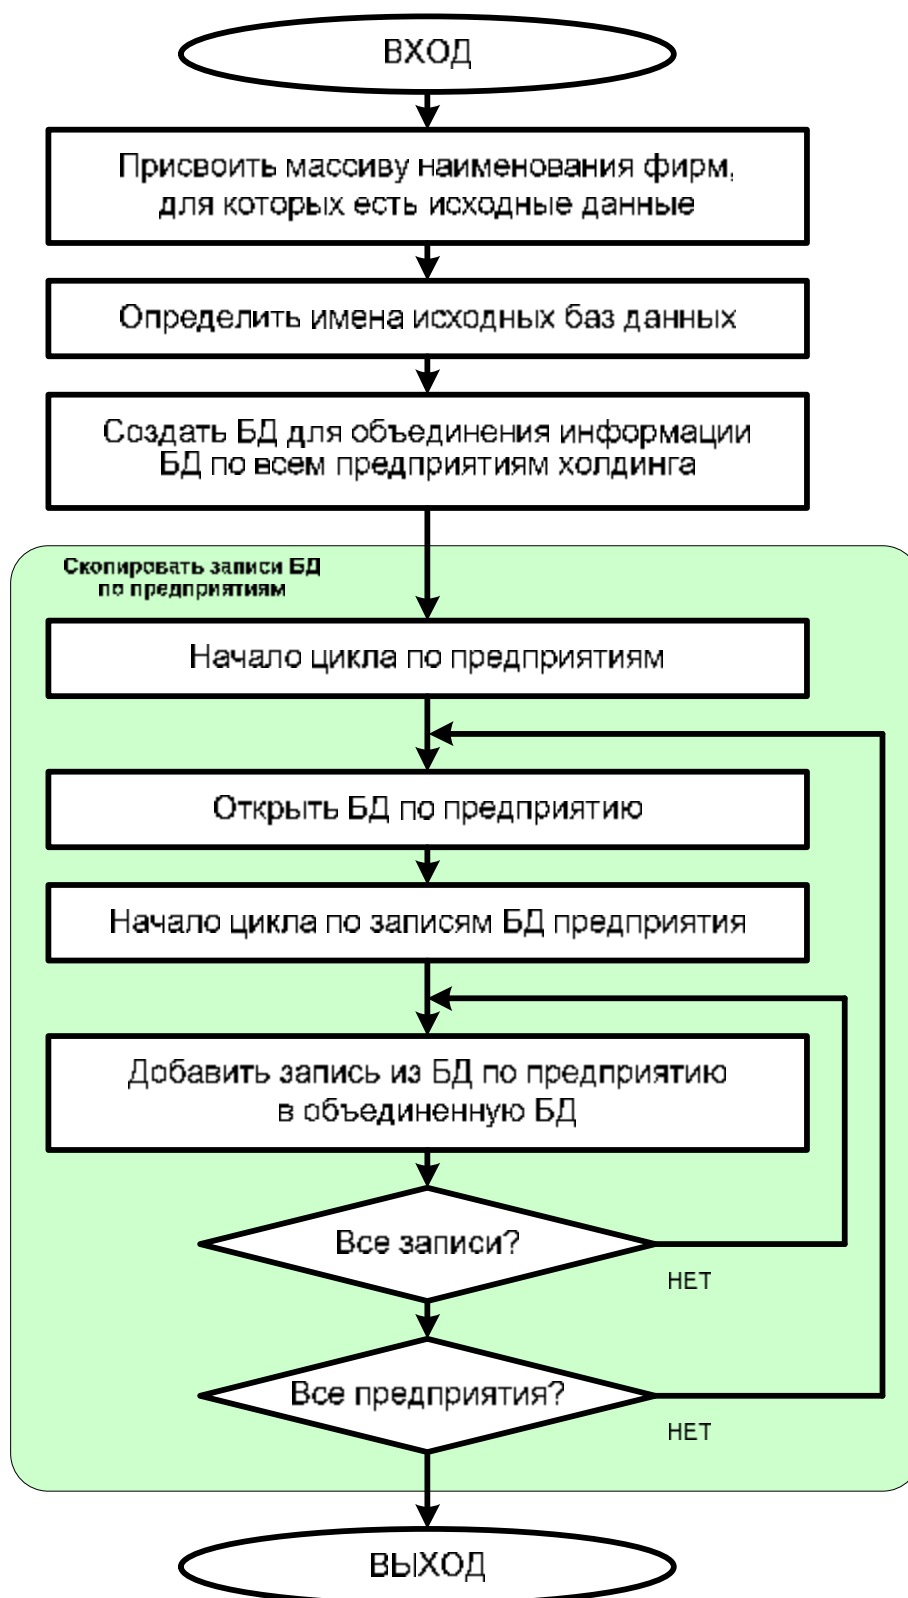 ВХОД
Присвоить массиву наименования фирм,
для которых есть исходные данные
Определить имена исходных баз данных
Создать БД для объединения информации
БД по всем предприятиям холдинга
Скопировать записи БД
по предприятиям
Начало цикла по предприятиям
Открыть БД по предприятию
Начало цикла по записям БД предприятия
Добавить запись из БД по предприятию
в объединенную БД
Все записи?
НЕТ
Все предприятия?
НЕТ
ВЫХОД